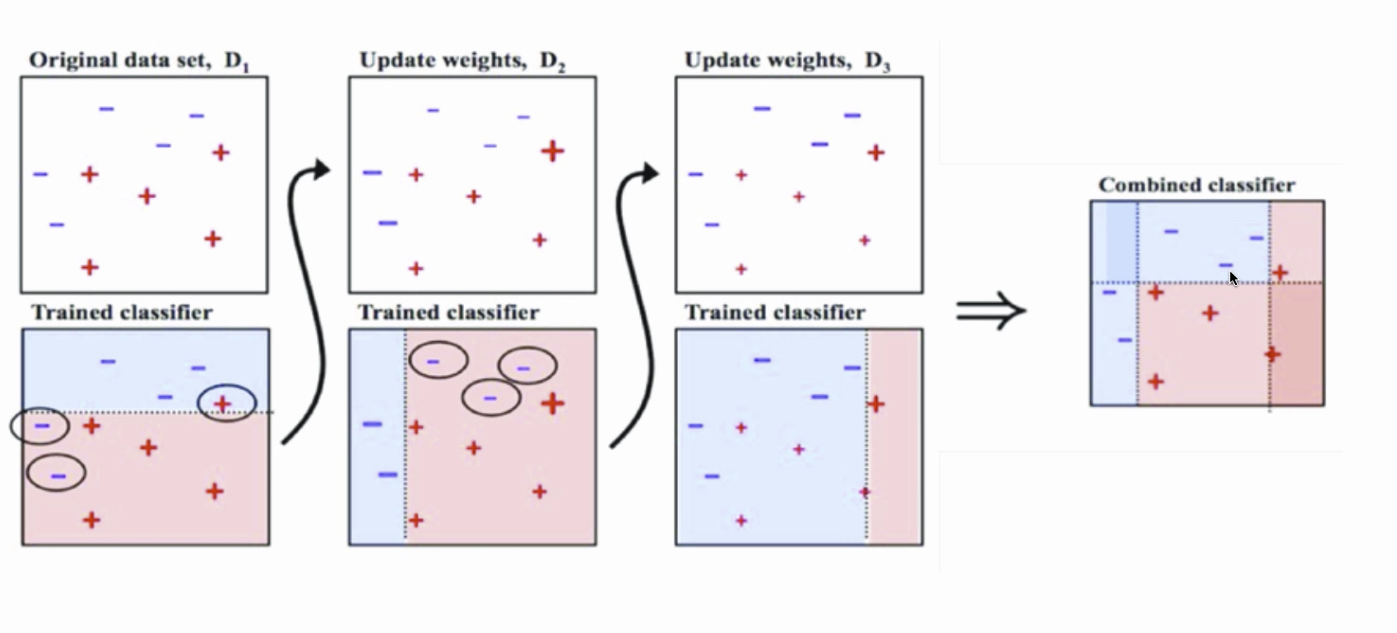 Original data set, D₁
Update weights, D₂
Update weights, D₃
Combined classifier
Trained classifier
Trained classifier
Trained classifier